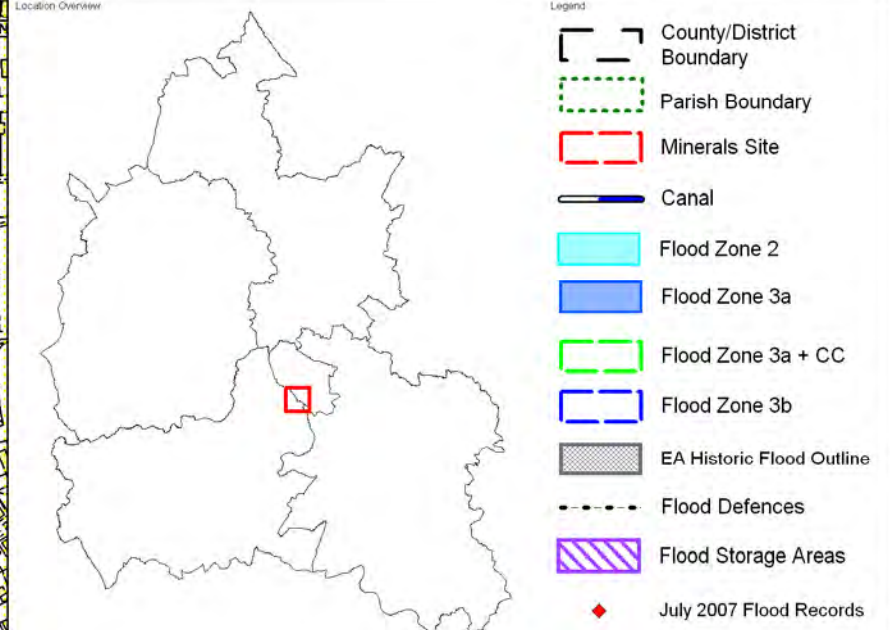 Location Overview
Legend
County/District
Boundary
Parish Boundary
Minerals Site
Canal
Flood Zone 2
Flood Zone 3a
Flood Zone 3a + CC
Flood Zone 3b
EA Historic Flood Outline
Flood Defences
Flood Storage Areas
July 2007 Flood Records